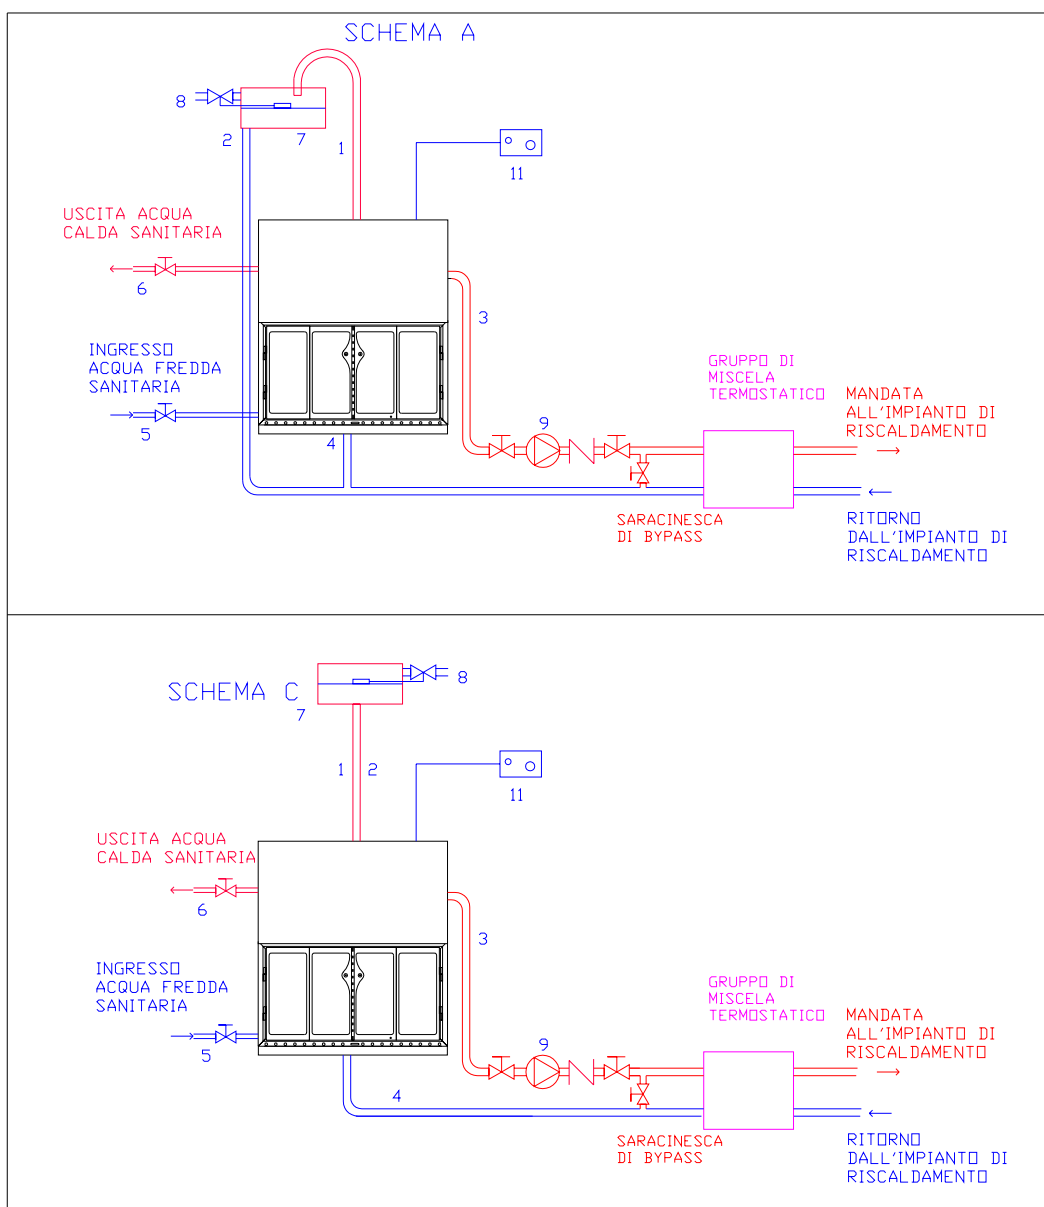 SCHEMA A
8
2
7
1
11
USCITA ACQUA
CALDA SANITARIA
6
3
INGRESSO
ACQUA FREDDA
SANITARIA
5
4
9
GRUPPO DI
MISCELA
TERMOSTATICO
MANDATA
ALL'IMPIANTO DI
RISCALDAMENTO
SARACINESCA
DI BYPASS
RITORNO
DALL'IMPIANTO DI
RISCALDAMENTO
SCHEMA C
8
7
1
2
11
USCITA ACQUA
CALDA SANITARIA
6
3
INGRESSO
ACQUA FREDDA
SANITARIA
5
4
9
GRUPPO DI
MISCELA
TERMOSTATICO
MANDATA
ALL'IMPIANTO DI
RISCALDAMENTO
SARACINESCA
DI BYPASS
RITORNO
DALL'IMPIANTO DI
RISCALDAMENTO